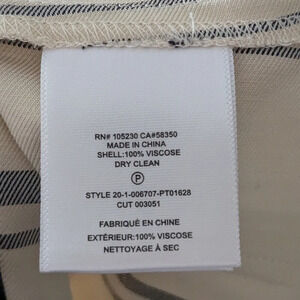 RN# 105230 CA#58350
MADE IN CHINA
SHELL:100% VISCOSE
DRY CLEAN
P
STYLE 20-1-006707-PT01628
CUT 003051
FABRIQUÉ EN CHINE
EXTÉRIEUR:100% VISCOSE
NETTOYAGE À SEC